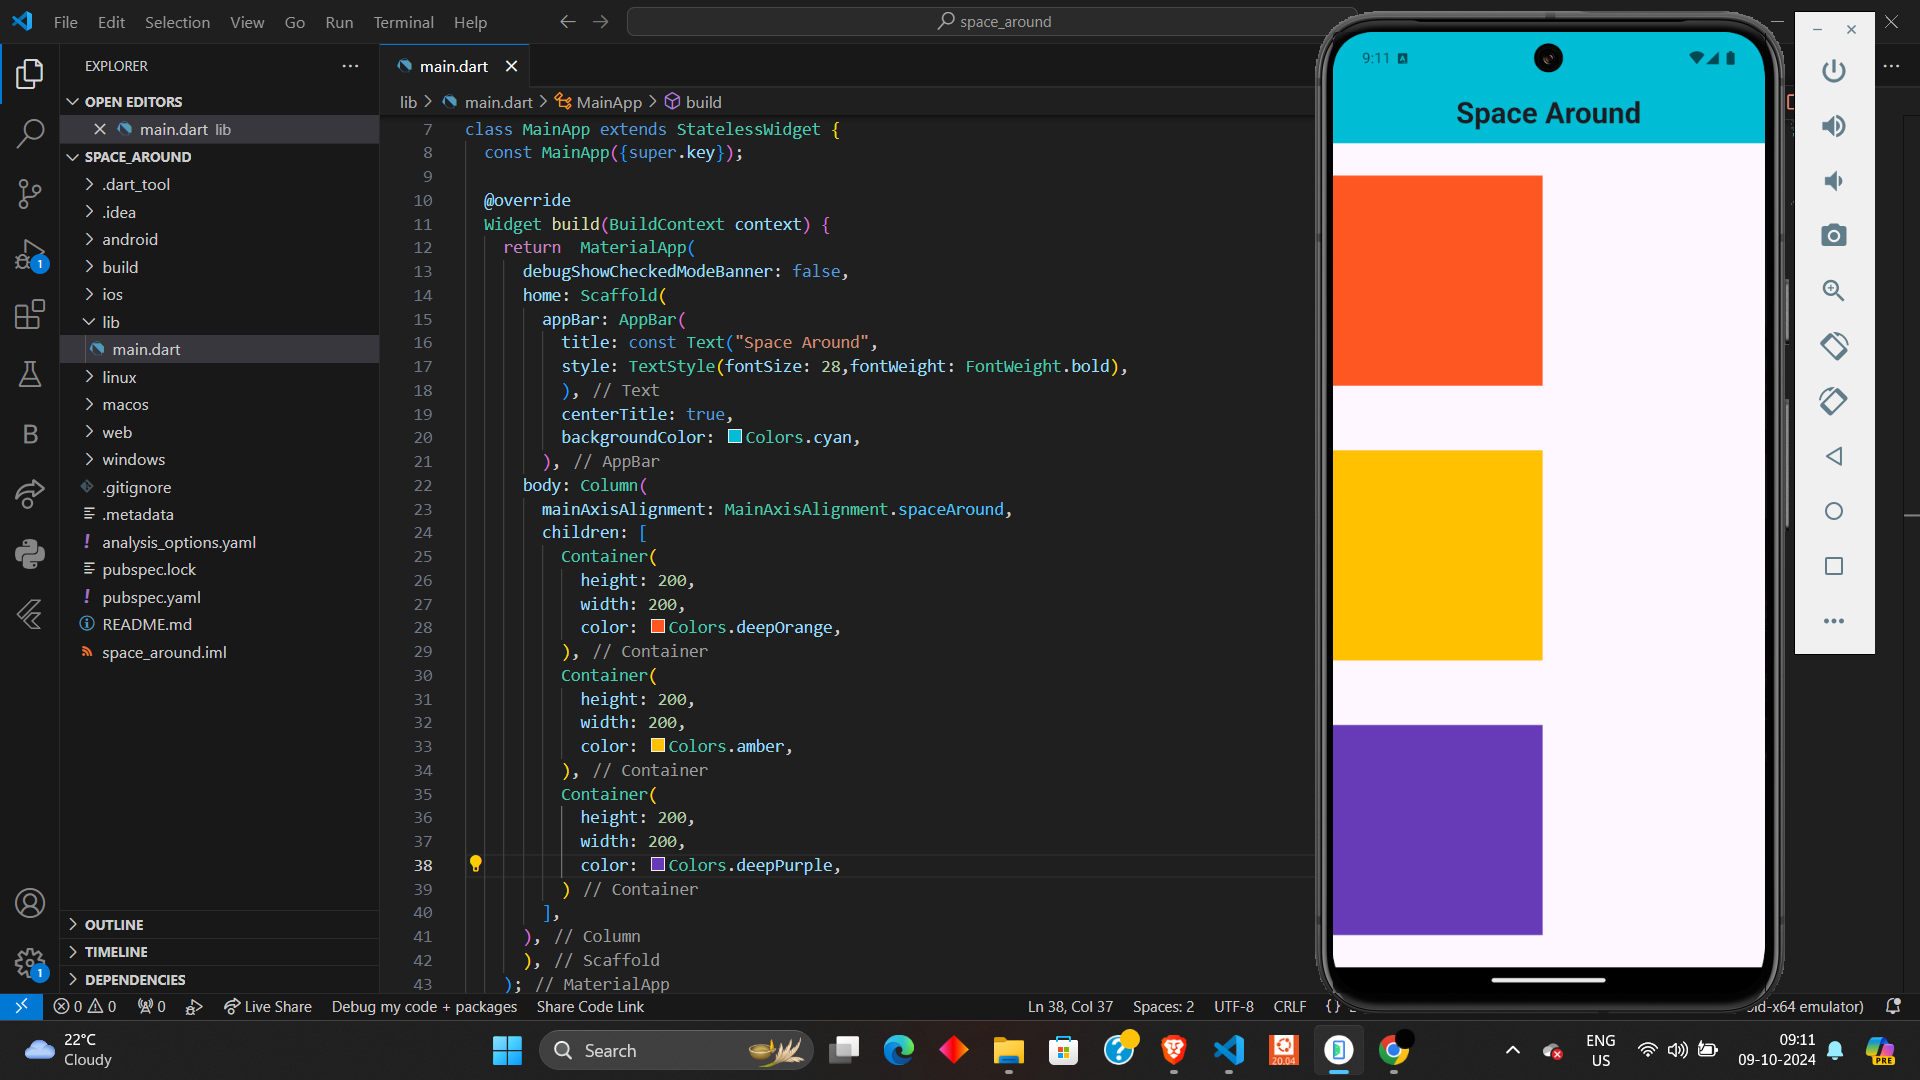 File Edit Selection View Go Run Terminal Help
space_around
EXPLORER
OPEN EDITORS
main.dart lib
SPACE_AROUND
.dart_tool
.idea
android
build
ios
lib
main.dart
linux
macos
web
windows
.gitignore
.metadata
! analysis_options.yaml
pubspec.lock
! pubspec.yaml
README.md
space_around.iml
OUTLINE
TIMELINE
DEPENDENCIES
1
B
1
main.dart
lib > main.dart > MainApp > build
7 class MainApp extends StatelessWidget {
8 const MainApp({super.key});
9
10 @override
11 Widget build(BuildContext context) {
12 return  MaterialApp(
13 debugShowCheckedModeBanner: false,
14 home: Scaffold(
15 appBar: AppBar(
16 title: const Text("Space Around",
17 style: TextStyle(fontSize: 28,fontWeight: FontWeight.bold),
18 ), // Text
19 centerTitle: true,
20 backgroundColor: Colors.cyan,
21 ), // AppBar
22 body: Column(
23 mainAxisAlignment: MainAxisAlignment.spaceAround,
24 children: [
25 Container(
26 height: 200,
27 width: 200,
28 color: Colors.deepOrange,
29 ), // Container
30 Container(
31 height: 200,
32 width: 200,
33 color: Colors.amber,
34 ), // Container
35 Container(
36 height: 200,
37 width: 200,
38 color: Colors.deepPurple,
39 ) // Container
40 ],
41 ), // Column
42 ), // Scaffold
43 ); // MaterialApp
9:11
Space Around
0 0 0 Live Share Debug my code + packages Share Code Link
Ln 38, Col 37 Spaces: 2 UTF-8 CRLF { } id-x64 emulator)
22°C
Cloudy
Search
20.04
ENG
US
09:11
09-10-2024
PRE